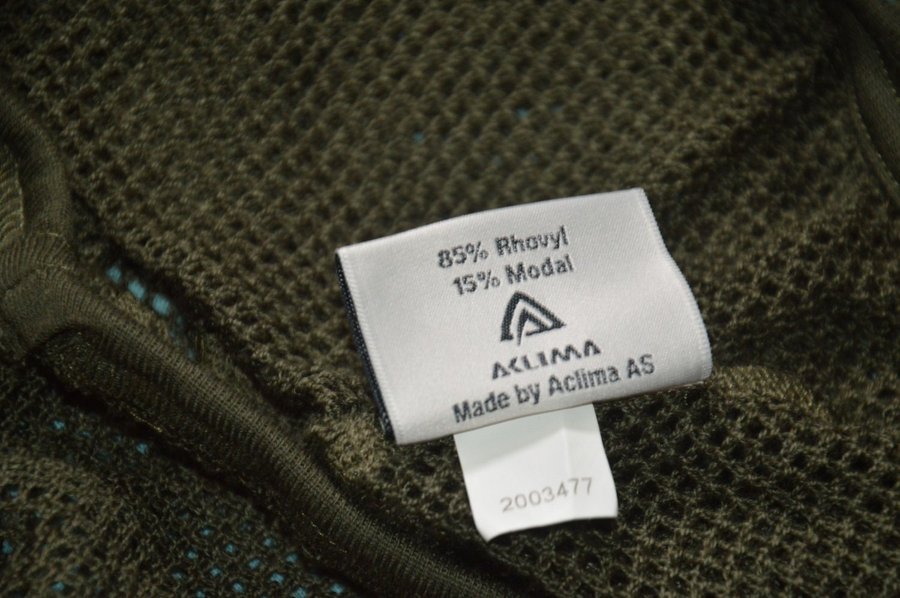 85% Rhovyl
15% Modal
ACLIMA
Made by Aclima AS
2003477